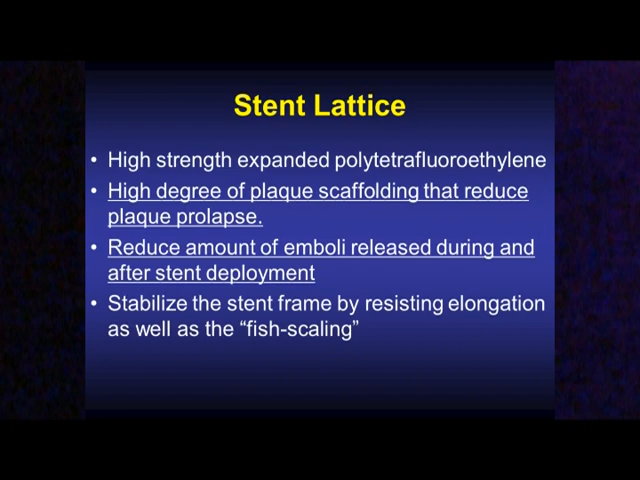 Stent Lattice
• High strength expanded polytetrafluoroethylene
• High degree of plaque scaffolding that reduce
plaque prolapse.
• Reduce amount of emboli released during and
after stent deployment
• Stabilize the stent frame by resisting elongation
as well as the “fish-scaling”